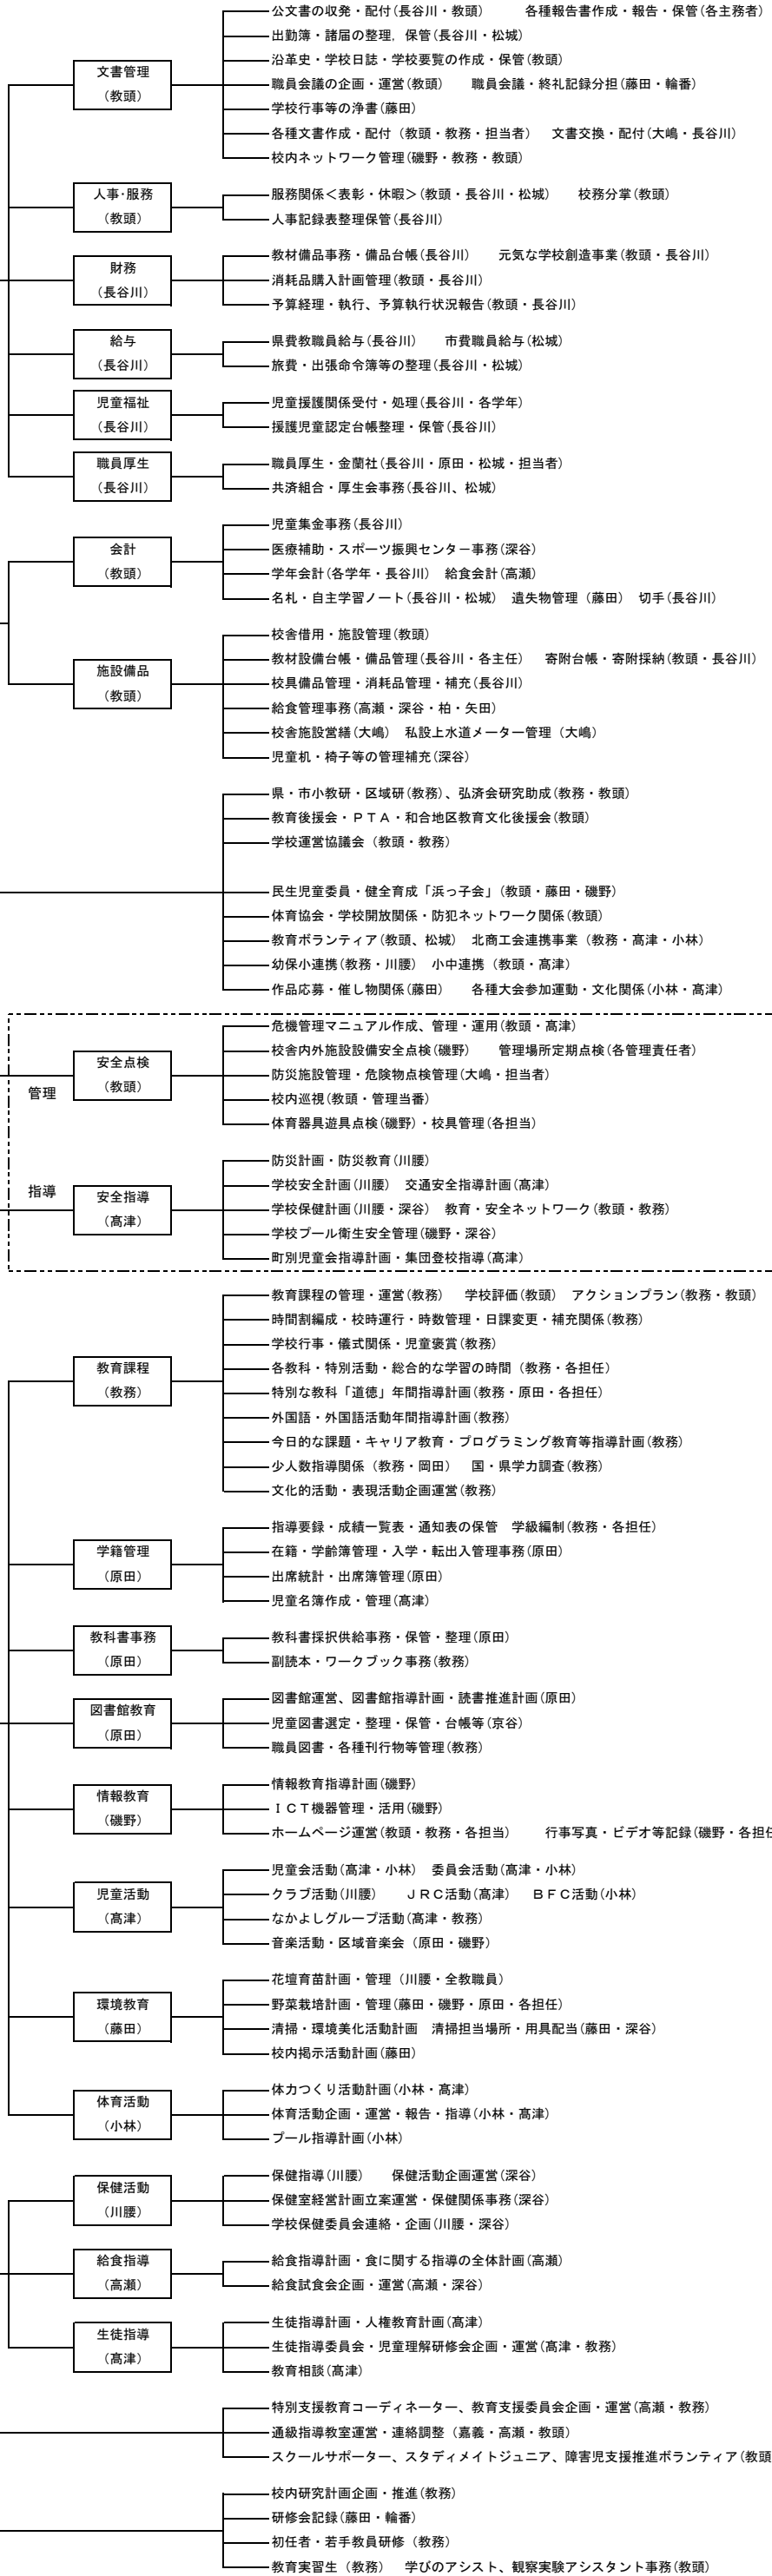 公文書の収発・配付(長谷川・教頭)　　各種報告書作成・報告・保管(各主務者)
出勤簿・諸届の整理，保管(長谷川・松城)
沿革史・学校日誌・学校要覧の作成・保管(教頭)
文書管理
(教頭)
職員会議の企画・運営(教頭)　　職員会議・終礼記録分担(藤田・輪番)
学校行事等の浄書(藤田)
各種文書作成・配付（教頭・教務・担当者）　文書交換・配付(大嶋・長谷川)
校内ネットワーク管理(磯野・教務・教頭)
人事･服務
(教頭)
服務関係＜表彰・休暇＞(教頭・長谷川・松城)　　校務分掌(教頭)
人事記録表整理保管(長谷川)
財務
(長谷川)
教材備品事務・備品台帳(長谷川)　　元気な学校創造事業(教頭・長谷川)
消耗品購入計画管理(教頭・長谷川)
予算経理・執行、予算執行状況報告(教頭・長谷川)
給与
(長谷川)
県費教職員給与(長谷川)　　市費職員給与(松城)
旅費・出張命令簿等の整理(長谷川・松城)
児童福祉
(長谷川)
児童援護関係受付・処理(長谷川・各学年)
援護児童認定台帳整理・保管(長谷川)
職員厚生
(長谷川)
職員厚生・金蘭社(長谷川・原田・松城・担当者)
共済組合・厚生会事務(長谷川、松城)
会計
(教頭)
児童集金事務(長谷川)
医療補助・スポーツ振興センター事務(深谷)
学年会計(各学年・長谷川)　給食会計(高瀬)
名札・自主学習ノート(長谷川・松城)　遺失物管理（藤田）　切手(長谷川)
施設備品
(教頭)
校舎借用・施設管理(教頭)
教材設備台帳・備品管理(長谷川・各主任)　寄附台帳・寄附採納(教頭・長谷川)
校具備品管理・消耗品管理・補充(長谷川)
給食管理事務(高瀬・深谷・柏・矢田)
校舎施設営繕(大嶋)　私設上水道メーター管理（大嶋）
児童机・椅子等の管理補充(深谷)
県・市小教研・区域研(教務)、弘済会研究助成(教務・教頭)
教育後援会・ＰＴＡ・和合地区教育文化後援会(教頭)
学校運営協議会（教頭・教務）
民生児童委員・健全育成「浜っ子会」(教頭・藤田・磯野)
体育協会・学校開放関係・防犯ネットワーク関係(教頭)
教育ボランティア(教頭、松城)　北商工会連携事業（教務・髙津・小林）
幼保小連携(教務・川腰)　小中連携（教頭・髙津）
作品応募・催し物関係(藤田)　　各種大会参加運動・文化関係(小林・髙津)
管理
安全点検
(教頭)
危機管理マニュアル作成、管理・運用(教頭・髙津)
校舎内外施設設備安全点検(磯野)　　管理場所定期点検(各管理責任者)
防災施設管理・危険物点検管理(大嶋・担当者)
校内巡視(教頭・管理当番)
体育器具遊具点検(磯野)・校具管理(各担当)
指導
安全指導
(髙津)
防災計画・防災教育(川腰)
学校安全計画(川腰)　交通安全指導計画(髙津)
学校保健計画(川腰・深谷)　教育・安全ネットワーク(教頭・教務)
学校プール衛生安全管理(磯野・深谷)
町別児童会指導計画・集団登校指導(髙津)
教育課程
(教務)
教育課程の管理・運営(教務)　　学校評価(教頭)　アクションプラン(教務・教頭)
時間割編成・校時運行・時数管理・日課変更・補充関係(教務)
学校行事・儀式関係・児童褒賞(教務)
各教科・特別活動・総合的な学習の時間（教務・各担任）
特別な教科「道徳」年間指導計画(教務・原田・各担任)
外国語・外国語活動年間指導計画(教務)
今日的な課題・キャリア教育・プログラミング教育等指導計画(教務)
少人数指導関係（教務・岡田）　国・県学力調査(教務)
文化的活動・表現活動企画運営(教務)
学籍管理
(原田)
指導要録・成績一覧表・通知表の保管　学級編制(教務・各担任)
在籍・学齢簿管理・入学・転出入管理事務(原田)
出席統計・出席簿管理(原田)
児童名簿作成・管理(髙津)
教科書事務
(原田)
教科書採択供給事務・保管・整理(原田)
副読本・ワークブック事務(教務)
図書館教育
(原田)
図書館運営、図書館指導計画・読書推進計画(原田)
児童図書選定・整理・保管・台帳等(京谷)
職員図書・各種刊行物等管理(教務)
情報教育
(磯野)
情報教育指導計画(磯野)
ＩＣＴ機器管理・活用(磯野)
ホームページ運営(教頭・教務・各担当)　　行事写真・ビデオ等記録(磯野・各担任
児童活動
(髙津)
児童会活動(髙津・小林)　委員会活動(髙津・小林)
クラブ活動(川腰)　　ＪＲＣ活動(髙津)　ＢＦＣ活動(小林)
なかよしグループ活動(髙津・教務)
音楽活動・区域音楽会（原田・磯野）
環境教育
(藤田)
花壇育苗計画・管理（川腰・全教職員）
野菜栽培計画・管理(藤田・磯野・原田・各担任)
清掃・環境美化活動計画　清掃担当場所・用具配当(藤田・深谷)
校内掲示活動計画(藤田)
体育活動
(小林)
体力つくり活動計画(小林・髙津)
体育活動企画・運営・報告・指導(小林・髙津)
プール指導計画(小林)
保健活動
(川腰)
保健指導(川腰)　　保健活動企画運営(深谷)
保健室経営計画立案運営・保健関係事務(深谷)
学校保健委員会連絡・企画(川腰・深谷)
給食指導
(高瀬)
給食指導計画・食に関する指導の全体計画(高瀬)
給食試食会企画・運営(高瀬・深谷)
生徒指導
(髙津)
生徒指導計画・人権教育計画(髙津)
生徒指導委員会・児童理解研修会企画・運営(髙津・教務)
教育相談(髙津)
特別支援教育コーディネーター、教育支援委員会企画・運営(高瀬・教務)
通級指導教室運営・連絡調整（嘉義・高瀬・教頭）
スクールサポーター、スタディメイトジュニア、障害児支援推進ボランティア(教頭
校内研究計画企画・推進(教務)
研修会記録(藤田・輪番)
初任者・若手教員研修（教務）
教育実習生（教務）　学びのアシスト、観察実験アシスタント事務(教頭)